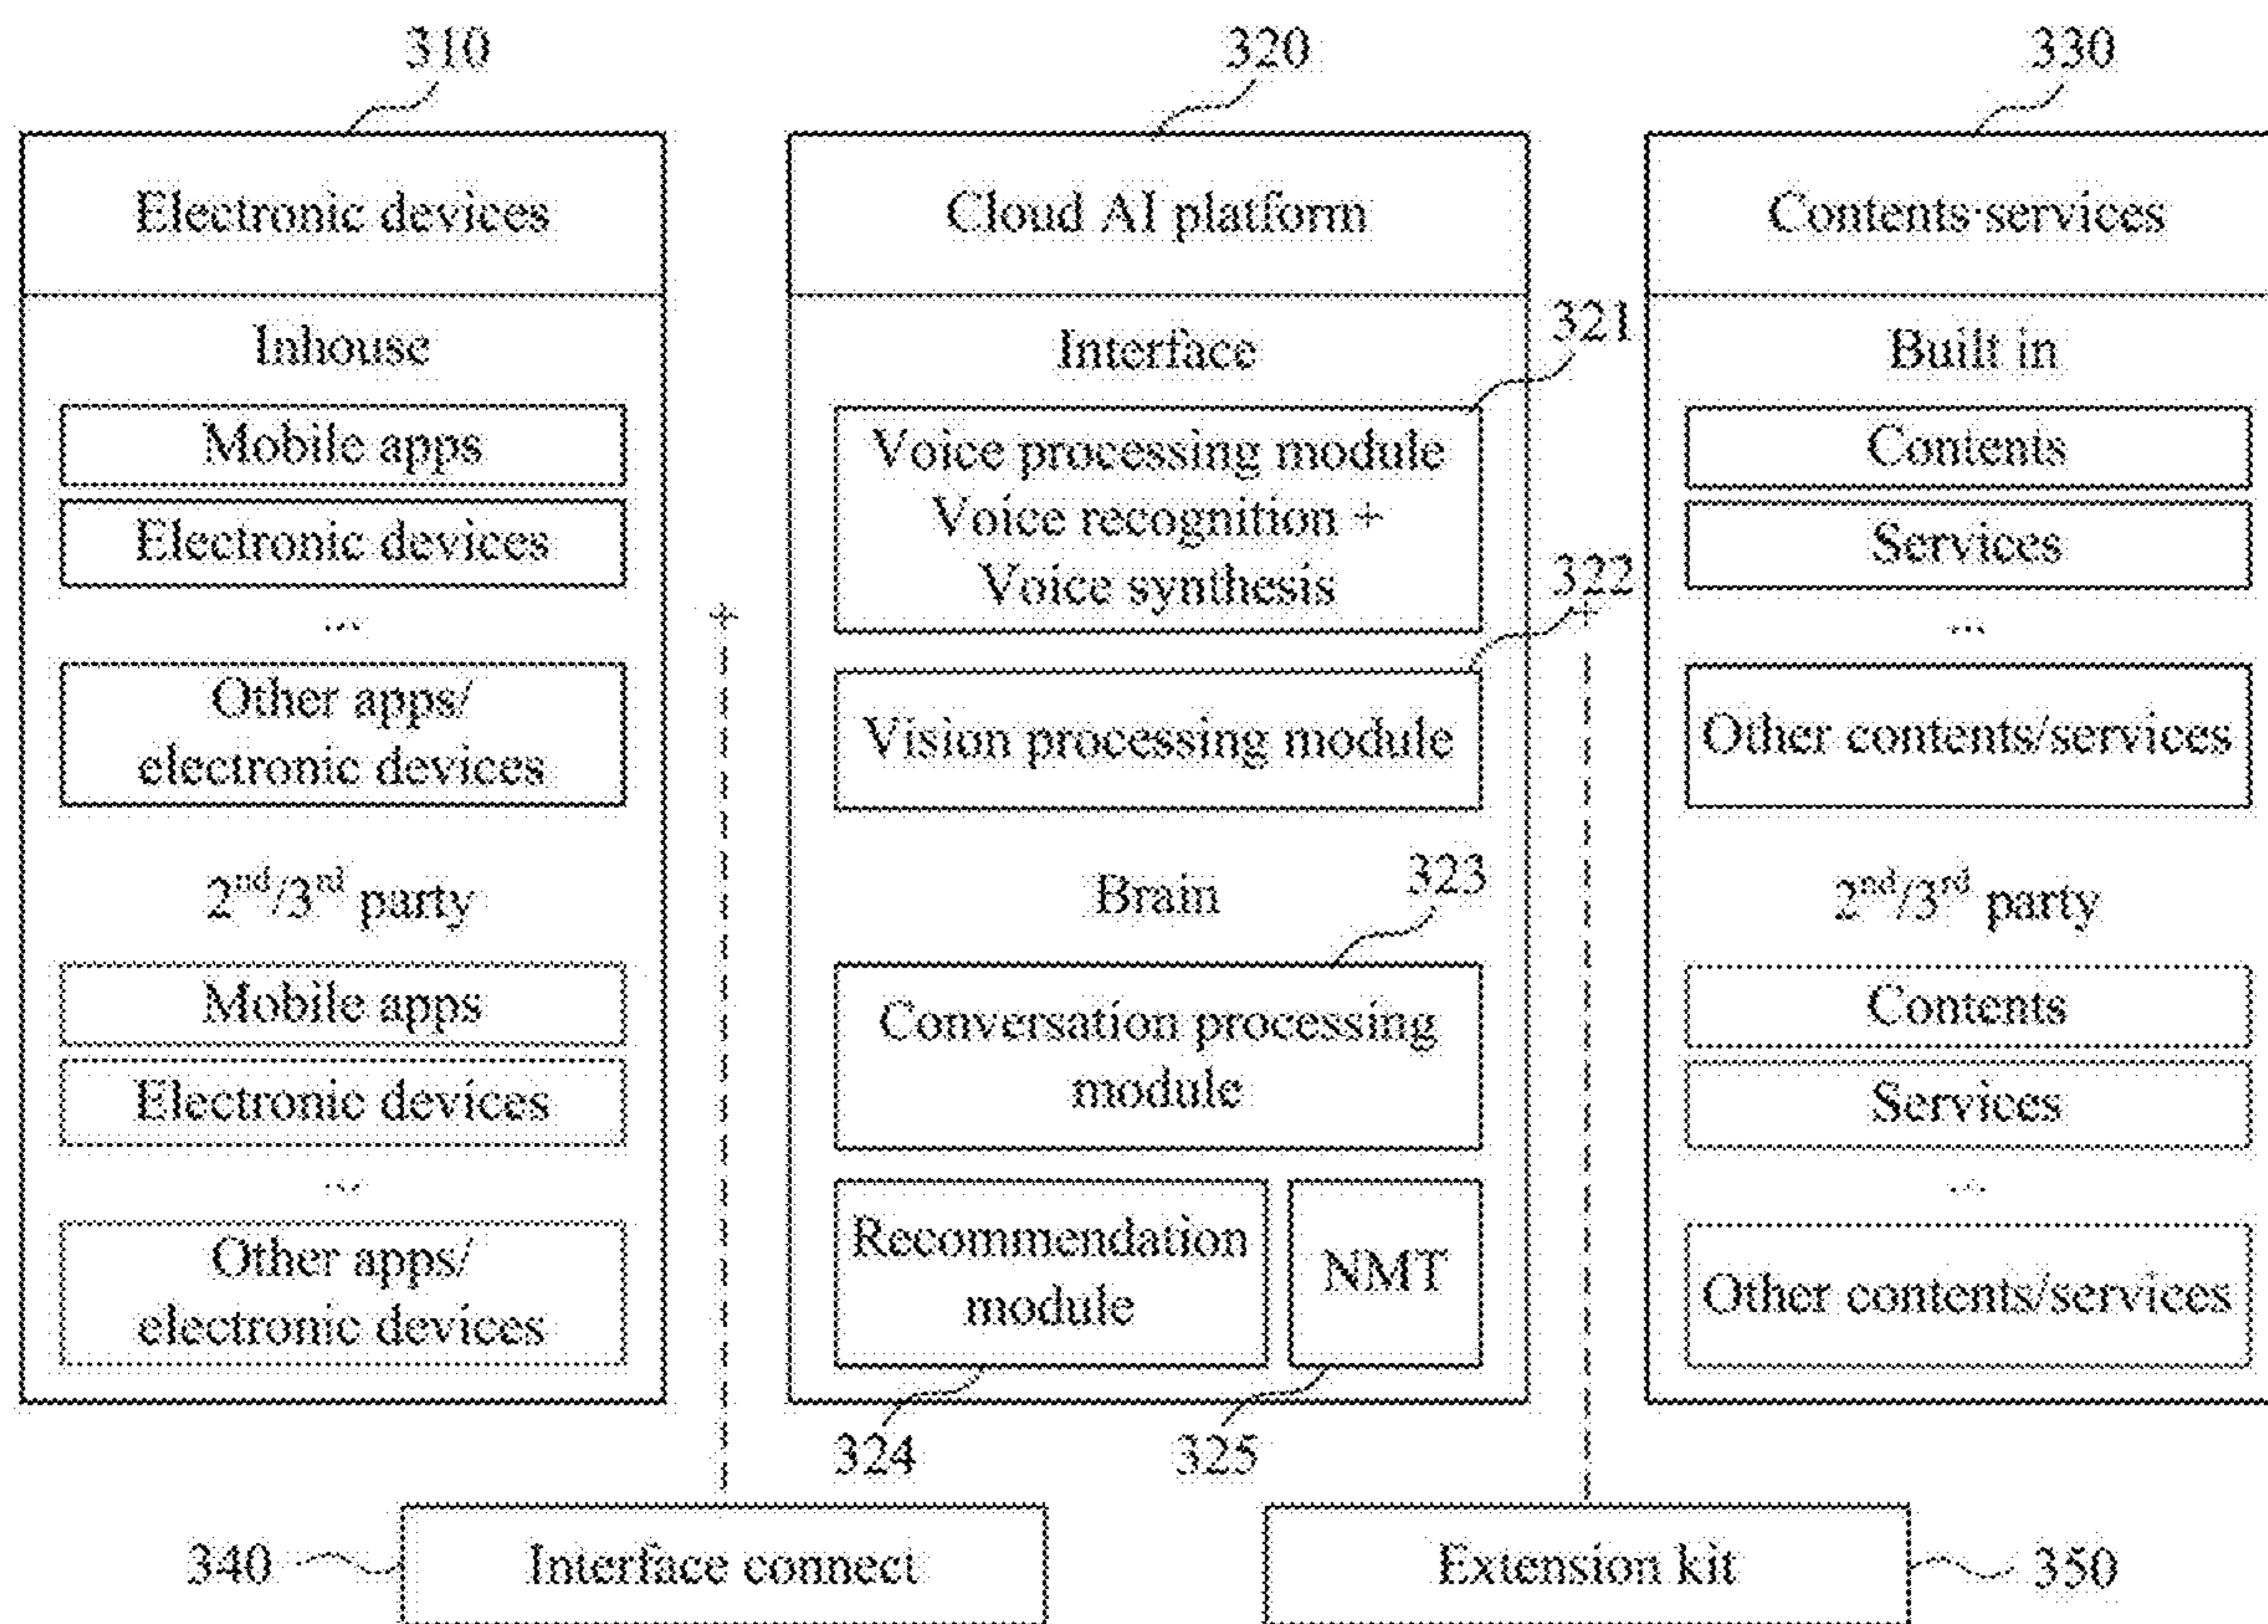 310
320
330
Electronic devices
Inhouse
Mobile apps
Electronic devices
...
Other apps/
electronic devices
2nd/3rd party
Mobile apps
Electronic devices
...
Other apps/
electronic devices
Cloud AI platform
Interface
321
Voice processing module
Voice recognition +
Voice synthesis
322
Vision processing module
Brain
323
Conversation processing
module
Recommendation
module
NMT
324
325
Contents·services
Built in
Contents
Services
...
Other contents/services
2nd/3rd party
Contents
Services
...
Other contents/services
340
Interface connect
Extension kit
350